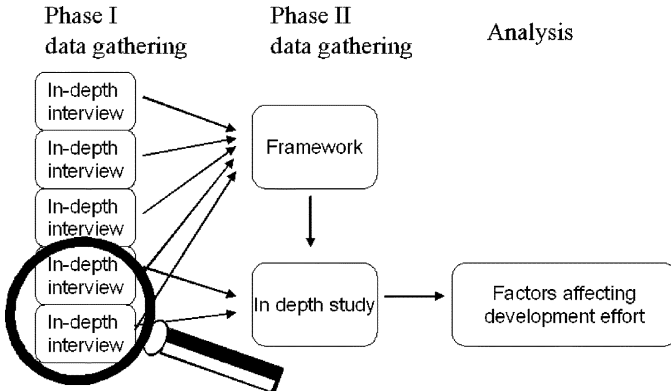 Phase I
data gathering
Phase II
data gathering
Analysis
In-depth
interview
In-depth
interview
In-depth
interview
In-depth
interview
In-depth
interview
Framework
In depth study
Factors affecting
development effort